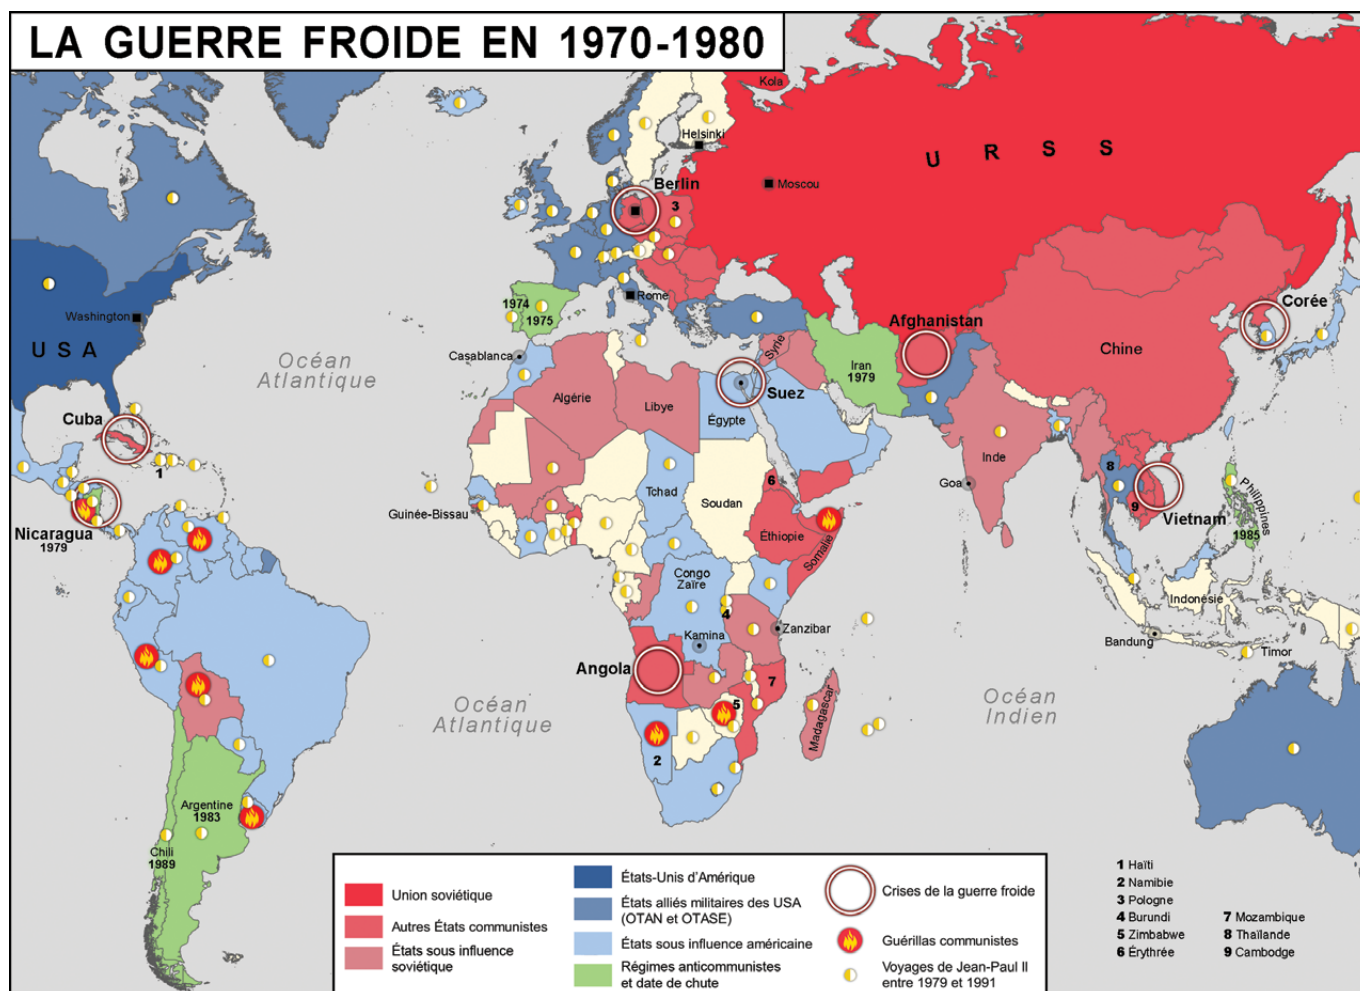 LA GUERRE FROIDE EN 1970-1980
Kola
Helsinki
U R S S
Berlin
Moscou
3
Washington
U S A
Rome
1974
1975
Océan
Atlantique
Casablanca
Syrie
Iran
1979
Afghanistan
Corée
Chine
Suez
Cuba
Algérie
Libye
Égypte
1
Inde
Goa
8
9
Vietnam
Philippines
1985
Nicaragua
1979
Guinée-Bissau
Tchad
Soudan
6
Éthiopie
Somalie
Congo
Zaïre
4
Kamina
Zanzibar
Indonésie
Bandung
Timor
Angola
7
5
Madagascar
2
Océan
Atlantique
Océan
Indien
Argentine
1983
Chili
1989
Union soviétique
Autres États communistes
États sous influence
soviétique
États-Unis d'Amérique
États alliés militaires des USA
(OTAN et OTASE)
États sous influence américaine
Régimes anticommunistes
et date de chute
Crises de la guerre froide
Guérillas communistes
Voyages de Jean-Paul II
entre 1979 et 1991
1 Haïti
2 Namibie
3 Pologne
4 Burundi
5 Zimbabwe
6 Érythrée
7 Mozambique
8 Thaïlande
9 Cambodge